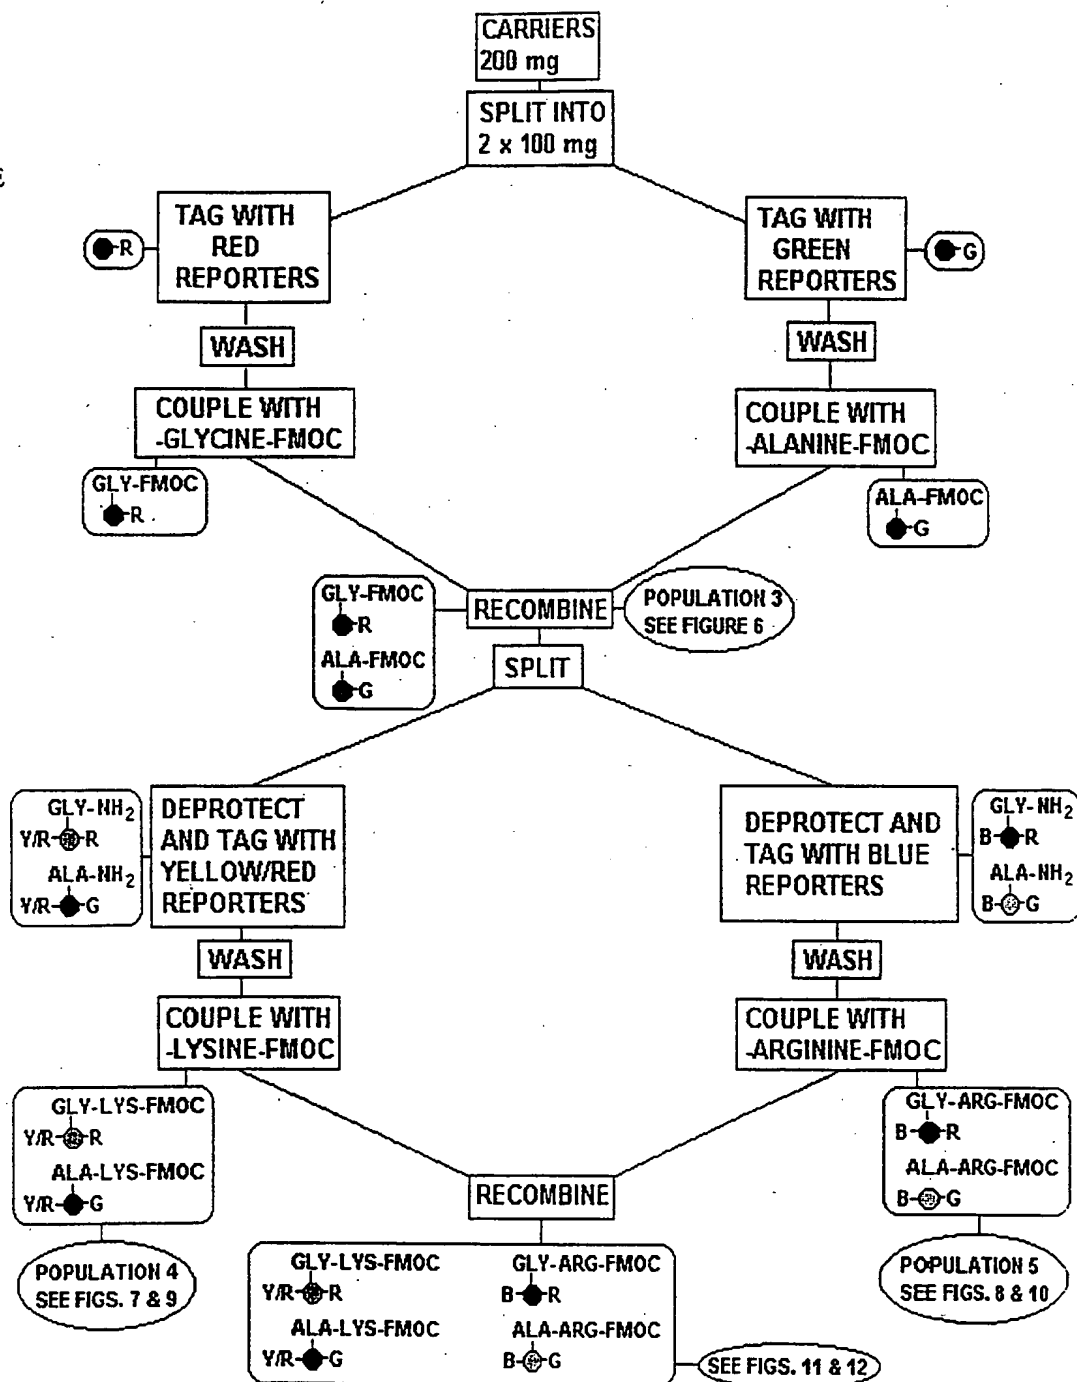 CARRIERS
200 mg
SPLIT INTO
2 x 100 mg
TAG WITH
RED
REPORTERS
R
TAG WITH
GREEN
REPORTERS
G
WASH
WASH
COUPLE WITH
-GLYCINE-FMOC
COUPLE WITH
-ALANINE-FMOC
GLY-FMOC
R
ALA-FMOC
G
GLY-FMOC
R
ALA-FMOC
G
RECOMBINE
POPULATION 3
SEE FIGURE 6
SPLIT
GLY-NH2
Y/R R
ALA-NH2
Y/R G
DEPROTECT
AND TAG WITH
YELLOW/RED
REPORTERS
DEPROTECT AND
TAG WITH BLUE
REPORTERS
GLY-NH2
B R
ALA-NH2
B G
WASH
WASH
COUPLE WITH
-LYSINE-FMOC
COUPLE WITH
-ARGININE-FMOC
GLY-LYS-FMOC
Y/R R
ALA-LYS-FMOC
Y/R G
GLY-ARG-FMOC
B R
ALA-ARG-FMOC
B G
RECOMBINE
POPULATION 4
SEE FIGS. 7 & 9
POPULATION 5
SEE FIGS. 8 & 10
GLY-LYS-FMOC
Y/R R
ALA-LYS-FMOC
Y/R G
GLY-ARG-FMOC
B R
ALA-ARG-FMOC
B G
SEE FIGS. 11 & 12